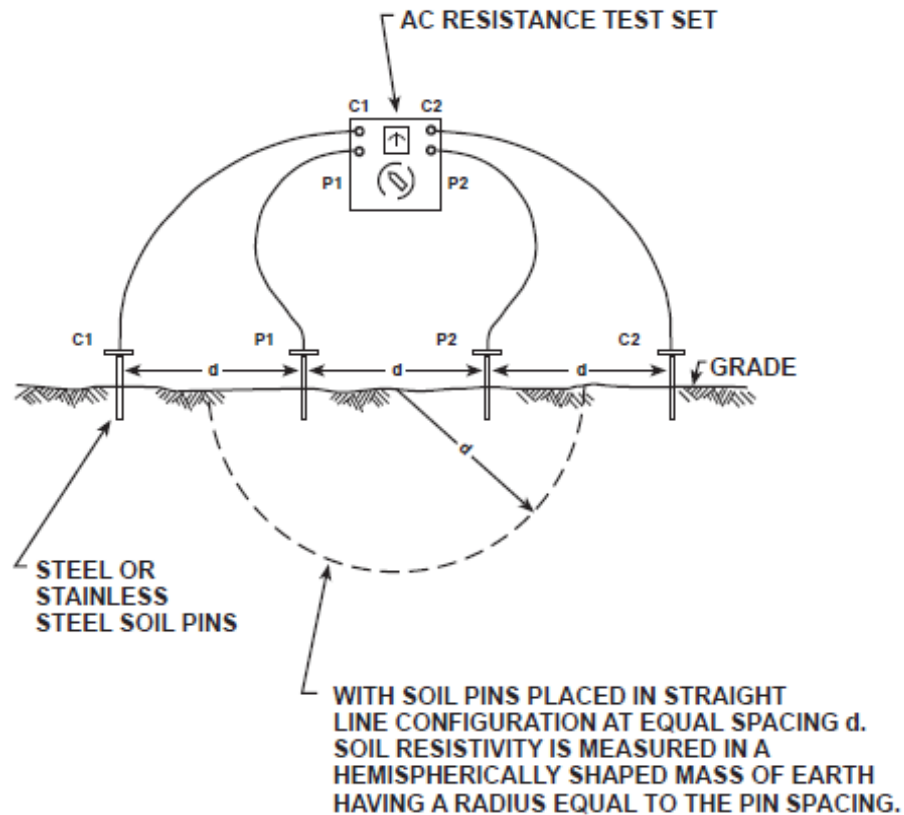 AC RESISTANCE TEST SET
C1 C2
P1 P2
C1 P1 P2 C2
d d d
GRADE
d
STEEL OR
STAINLESS
STEEL SOIL PINS
WITH SOIL PINS PLACED IN STRAIGHT
LINE CONFIGURATION AT EQUAL SPACING d.
SOIL RESISTIVITY IS MEASURED IN A
HEMISPHERICALLY SHAPED MASS OF EARTH
HAVING A RADIUS EQUAL TO THE PIN SPACING.